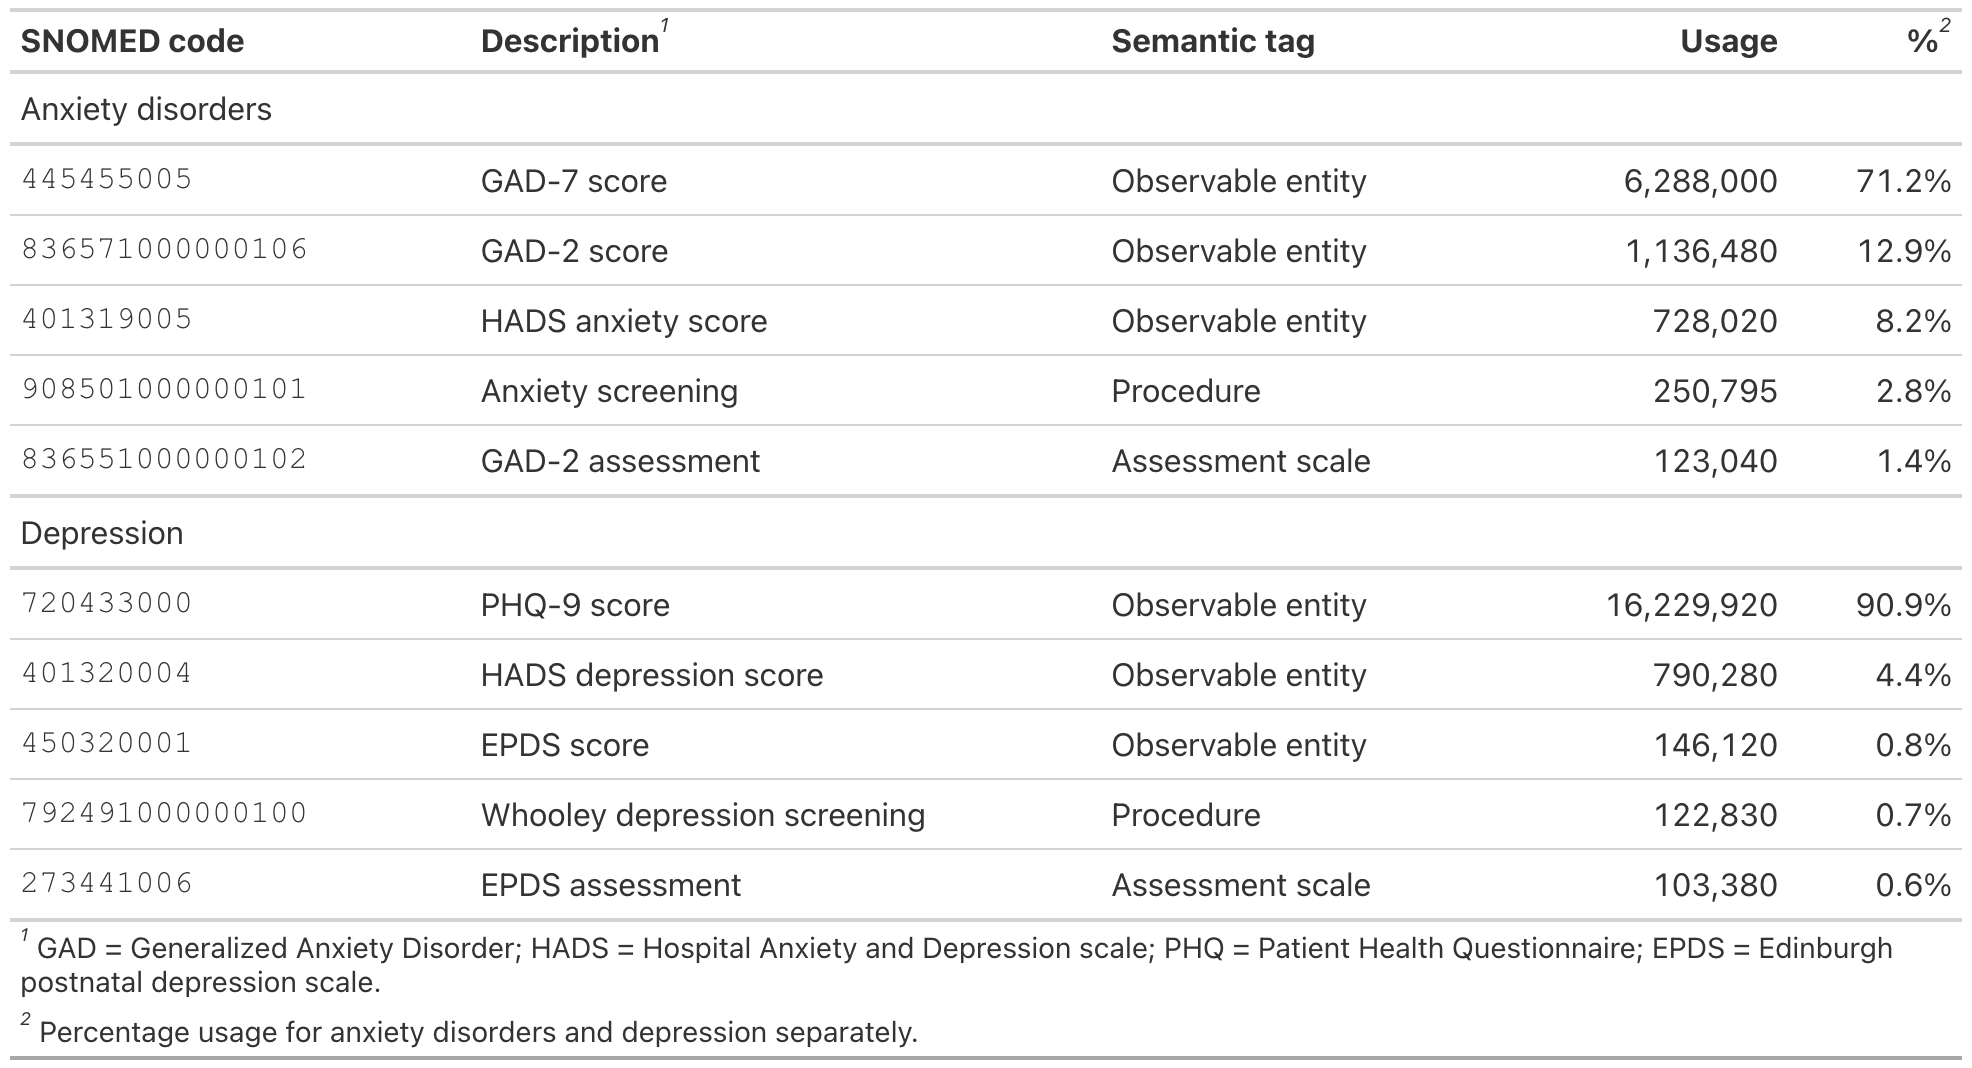 SNOMED code Description1 Semantic tag Usage %2
Anxiety disorders
445455005 GAD-7 score Observable entity 6,288,000 71.2%
836571000000106 GAD-2 score Observable entity 1,136,480 12.9%
401319005 HADS anxiety score Observable entity 728,020 8.2%
908501000000101 Anxiety screening Procedure 250,795 2.8%
836551000000102 GAD-2 assessment Assessment scale 123,040 1.4%
Depression
720433000 PHQ-9 score Observable entity 16,229,920 90.9%
401320004 HADS depression score Observable entity 790,280 4.4%
450320001 EPDS score Observable entity 146,120 0.8%
792491000000100 Whooley depression screening Procedure 122,830 0.7%
273441006 EPDS assessment Assessment scale 103,380 0.6%
1 GAD = Generalized Anxiety Disorder; HADS = Hospital Anxiety and Depression scale; PHQ = Patient Health Questionnaire; EPDS = Edinburgh
postnatal depression scale.
2 Percentage usage for anxiety disorders and depression separately.